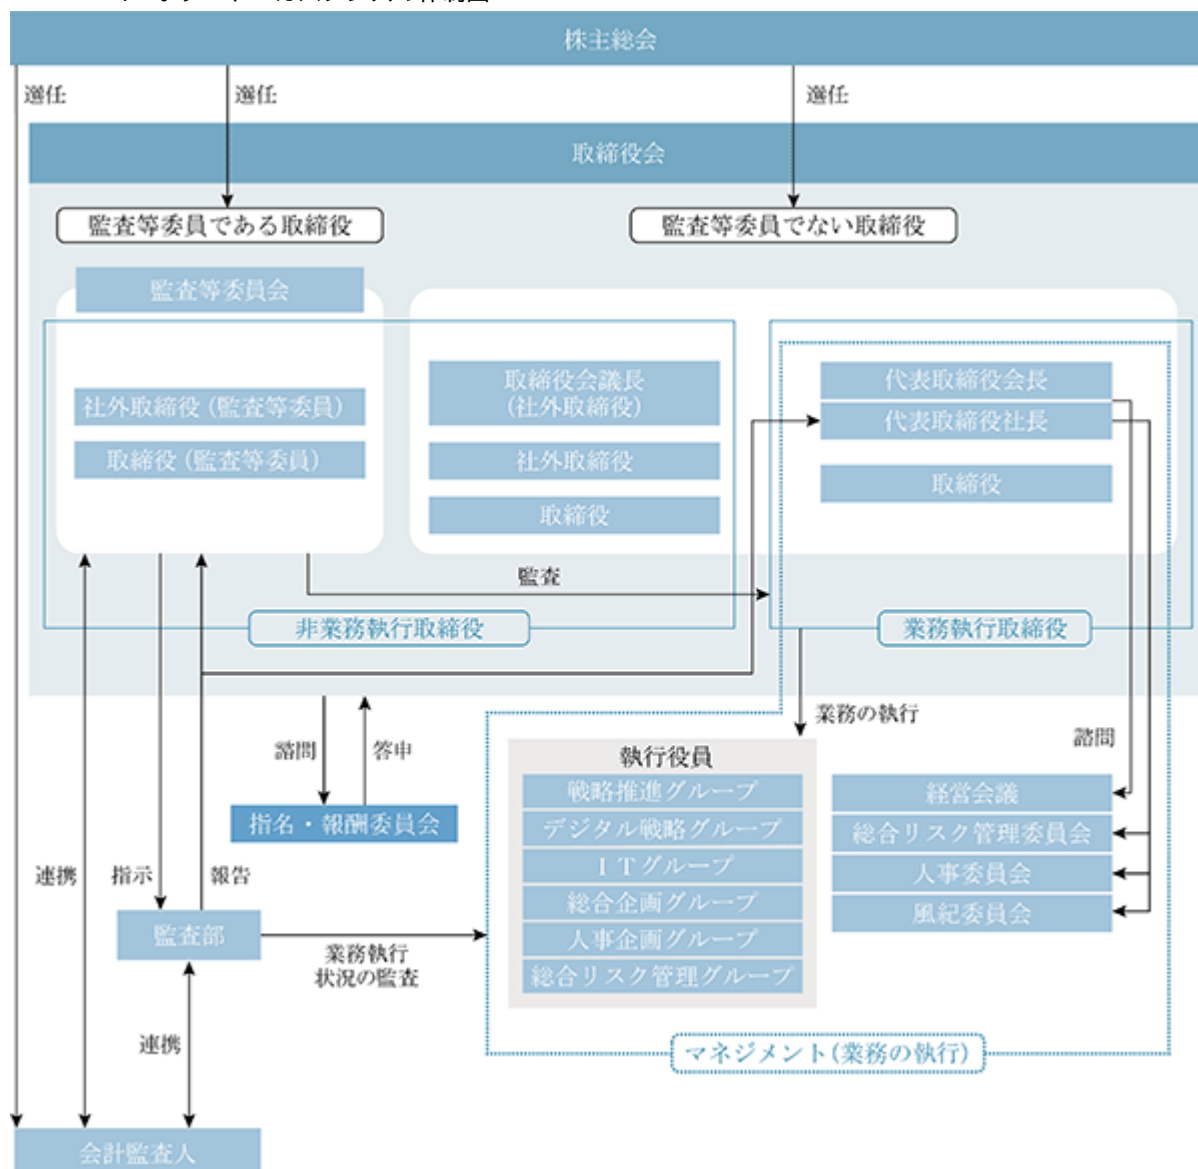 株主総会
選任
選任
選任
取締役会
監査等委員である取締役
監査等委員でない取締役
監査等委員会
社外取締役(監査等委員)
取締役(監査等委員)
取締役会議長
(社外取締役)
社外取締役
取締役
代表取締役会長
代表取締役社長
取締役
監査
非業務執行取締役
業務執行取締役
諮問
答申
業務の執行
諮問
指名・報酬委員会
執行役員
戦略推進グループ
デジタル戦略グループ
ITグループ
総合企画グループ
人事企画グループ
総合リスク管理グループ
経営会議
総合リスク管理委員会
人事委員会
風紀委員会
連携
指示
報告
監査部
業務執行
状況の監査
連携
マネジメント(業務の執行)
会計監査人